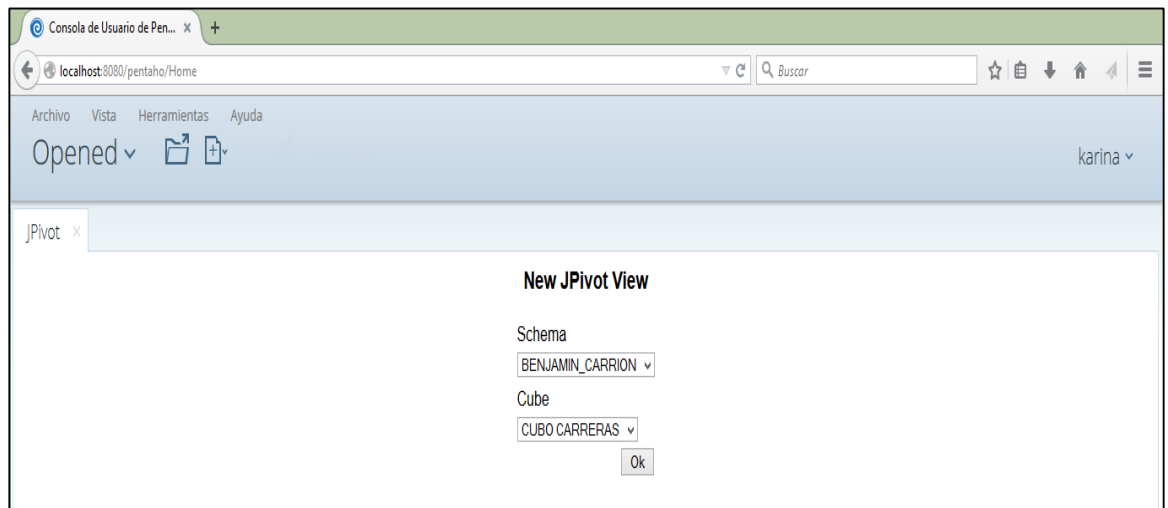 Consola de Usuario de Pen...
localhost:8080/pentaho/Home
Buscar
Archivo Vista Herramientas Ayuda
Opened
karina
JPivot
New JPivot View
Schema
BENJAMIN_CARRION
Cube
CUBO CARRERAS
Ok